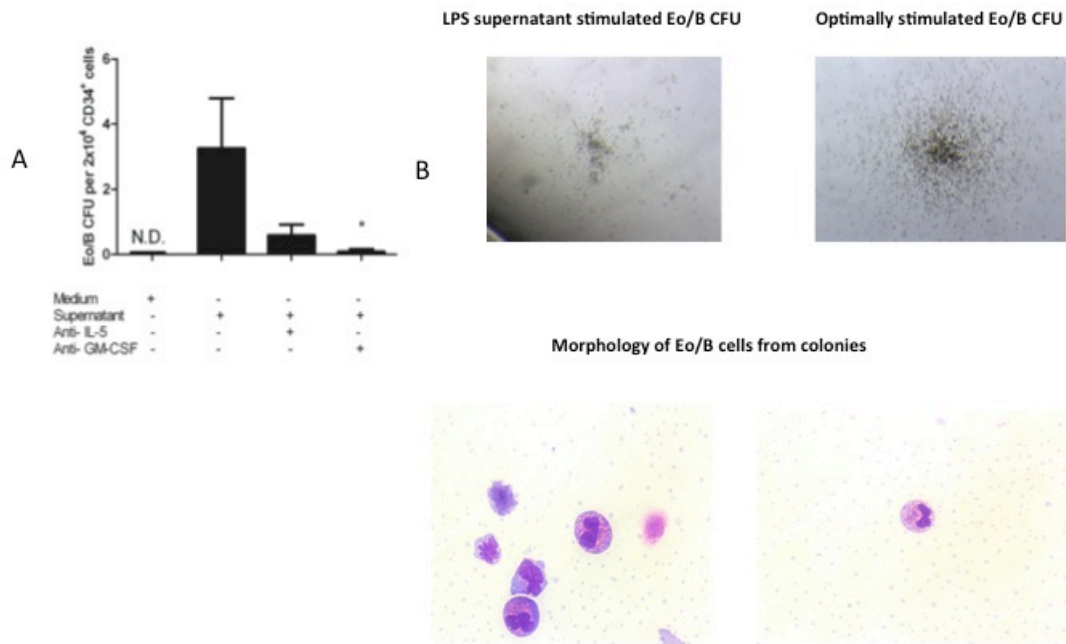 LPS supernatant stimulated Eo/B CFU
Optimally stimulated Eo/B CFU
A
B
Eo/B CFU per 2x10⁴ CD34⁺ cells
6
4
2
0
N.D.
*
Medium + - - -
Supernatant - + + +
Anti- IL-5 - - + -
Anti- GM-CSF - - - +
Morphology of Eo/B cells from colonies